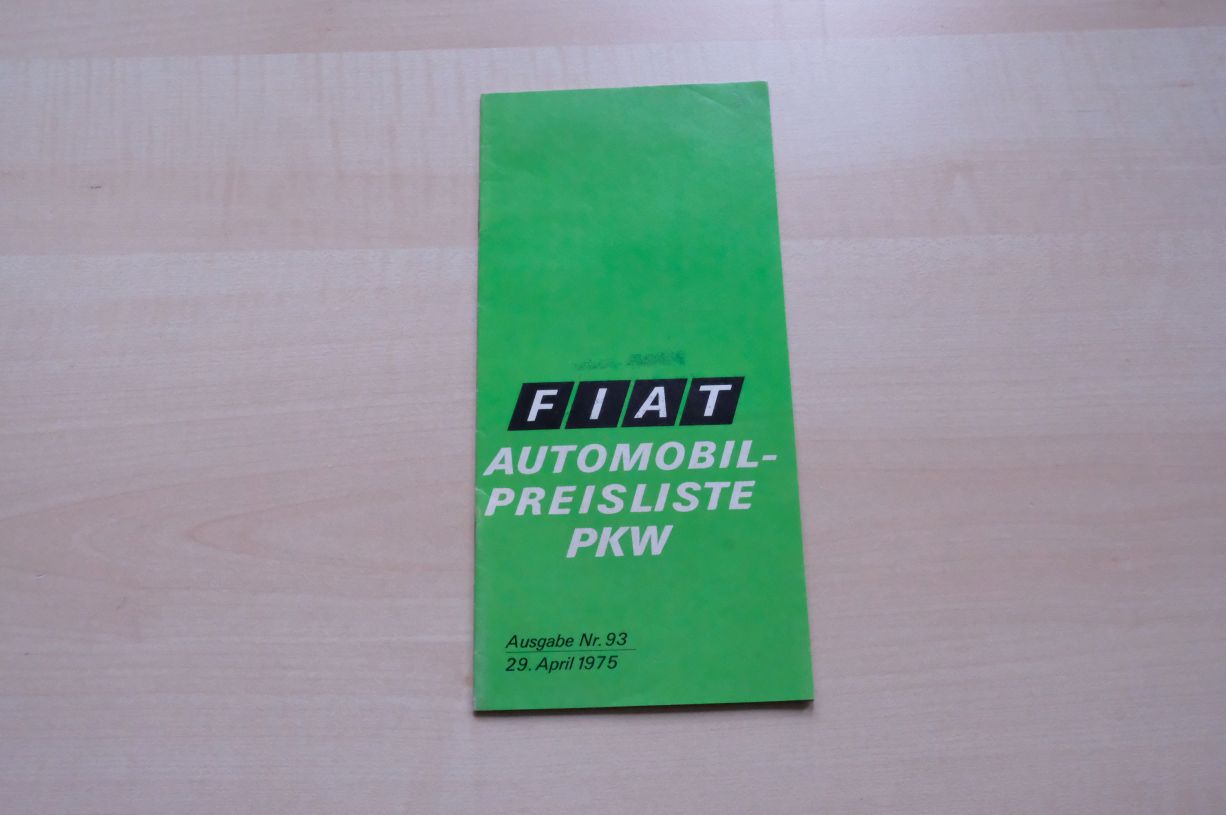 FIAT
AUTOMOBIL-
PREISLISTE
PKW
Ausgabe Nr. 93
29. April 1975